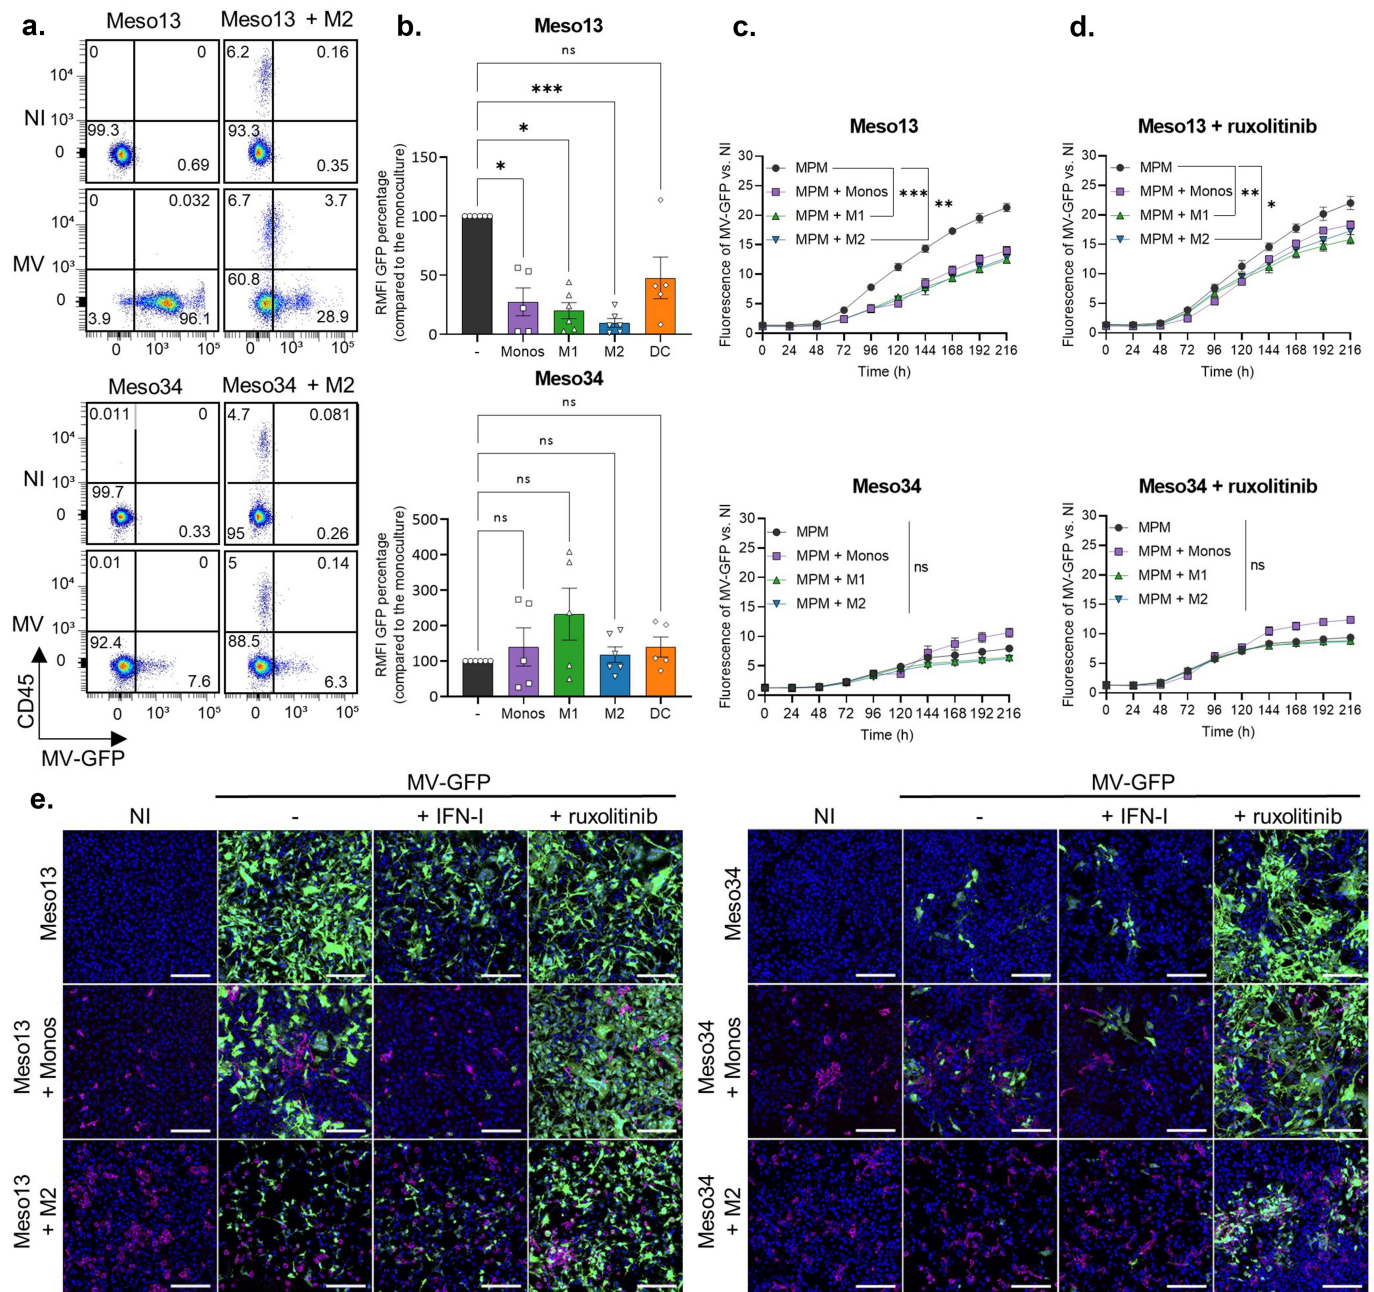 a.
Meso13
Meso13 + M2
NI
10⁴
10³
0
0
0
99.3
0.69
6.2
0.16
93.3
0.35
MV
10⁴
10³
0
0
0.032
3.9
96.1
6.7
3.7
60.8
28.9
0
10³
10⁵
0
10³
10⁵
Meso34
Meso34 + M2
NI
10⁴
10³
0
0.011
0
99.7
0.33
4.7
0.081
95
0.26
MV
10⁴
10³
0
0.01
0
92.4
7.6
5
0.14
88.5
6.3
0
10³
10⁵
0
10³
10⁵
CD45
MV-GFP
b.
Meso13
ns
***
*
*
RMFI GFP percentage
(compared to the monoculture)
150
100
50
0
-
Monos
M1
M2
DC
Meso34
ns
ns
ns
ns
RMFI GFP percentage
(compared to the monoculture)
500
400
300
200
100
0
-
Monos
M1
M2
DC
c.
Meso13
Fluorescence of MV-GFP vs. NI
30
25
20
15
10
5
0
MPM
MPM + Monos
MPM + M1
MPM + M2
***
**
0 24 48 72 96 120 144 168 192 216
Time (h)
Meso34
Fluorescence of MV-GFP vs. NI
30
25
20
15
10
5
0
MPM
MPM + Monos
MPM + M1
MPM + M2
ns
0 24 48 72 96 120 144 168 192 216
Time (h)
d.
Meso13 + ruxolitinib
Fluorescence of MV-GFP vs. NI
30
25
20
15
10
5
0
MPM
MPM + Monos
MPM + M1
MPM + M2
**
*
0 24 48 72 96 120 144 168 192 216
Time (h)
Meso34 + ruxolitinib
Fluorescence of MV-GFP vs. NI
30
25
20
15
10
5
0
MPM
MPM + Monos
MPM + M1
MPM + M2
ns
0 24 48 72 96 120 144 168 192 216
Time (h)
e.
MV-GFP
NI
-
+ IFN-I
+ ruxolitinib
Meso13
Meso13
+ Monos
Meso13
+ M2
MV-GFP
NI
-
+ IFN-I
+ ruxolitinib
Meso34
Meso34
+ Monos
Meso34
+ M2